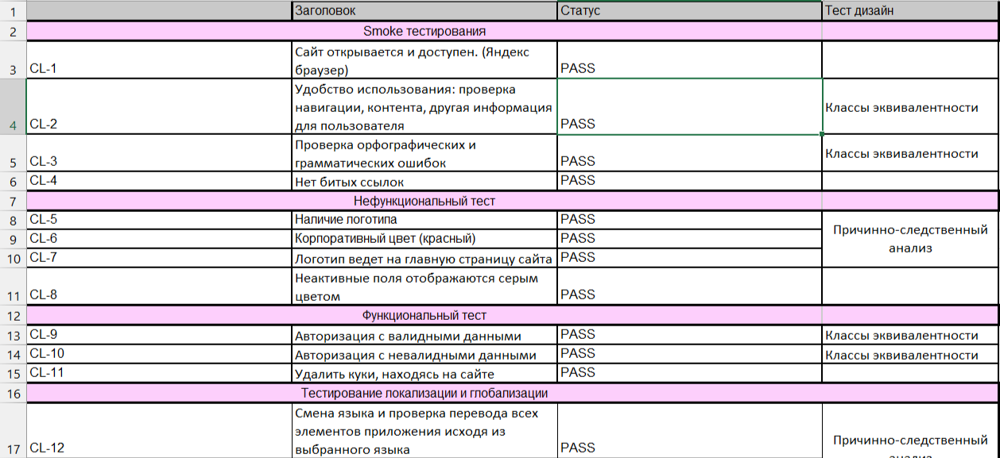 1 Заголовок Статус Тест дизайн
2 Smoke тестирования
3 CL-1 Сайт открывается и доступен. (Яндекс
браузер) PASS
4 CL-2 Удобство использования: проверка
навигации, контента, другая информация
для пользователя PASS Классы эквивалентности
5 CL-3 Проверка орфографических и
грамматических ошибок PASS Классы эквивалентности
6 CL-4 Нет битых ссылок PASS
7 Нефункциональный тест
8 CL-5 Наличие логотипа PASS
9 CL-6 Корпоративный цвет (красный) PASS
Причинно-следственный
анализ
10 CL-7 Логотип ведет на главную страницу сайта PASS
11 CL-8 Неактивные поля отображаются серым
цветом PASS
12 Функциональный тест
13 CL-9 Авторизация с валидными данными PASS Классы эквивалентности
14 CL-10 Авторизация с невалидными данными PASS Классы эквивалентности
15 CL-11 Удалить куки, находясь на сайте PASS
16 Тестирование локализации и глобализации
17 CL-12 Смена языка и проверка перевода всех
элементов приложения исходя из
выбранного языка PASS Причинно-следственный
анализ